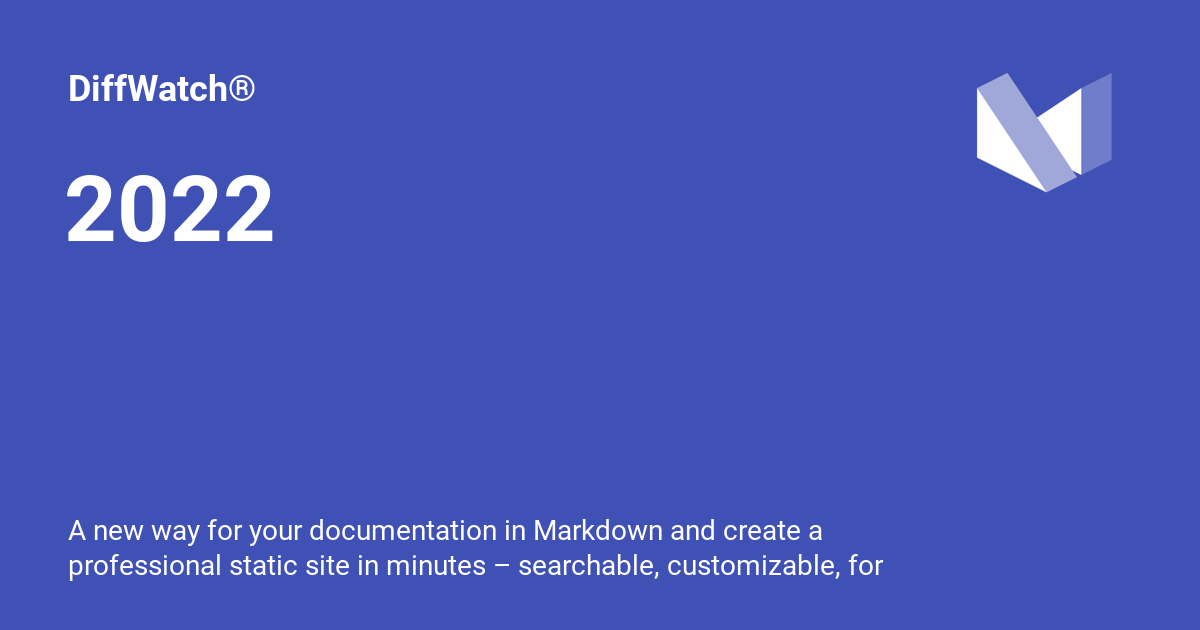 DiffWatch®
2022
A new way for your documentation in Markdown and create a
professional static site in minutes – searchable, customizable, for